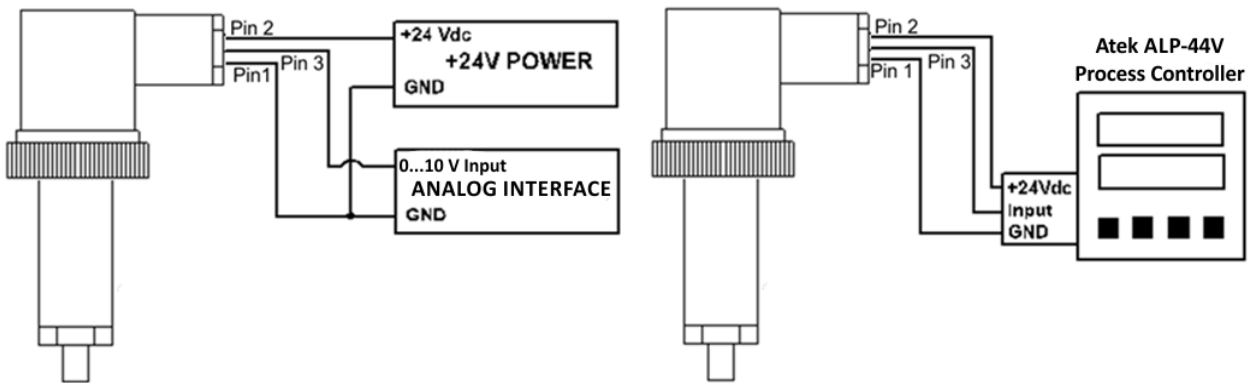 Pin 2
Pin 3
Pin1
+24 Vdc
+24V POWER
GND
0...10 V Input
ANALOG INTERFACE
GND
Pin 2
Pin 3
Pin 1
Atek ALP-44V
Process Controller
+24Vdc
Input
GND